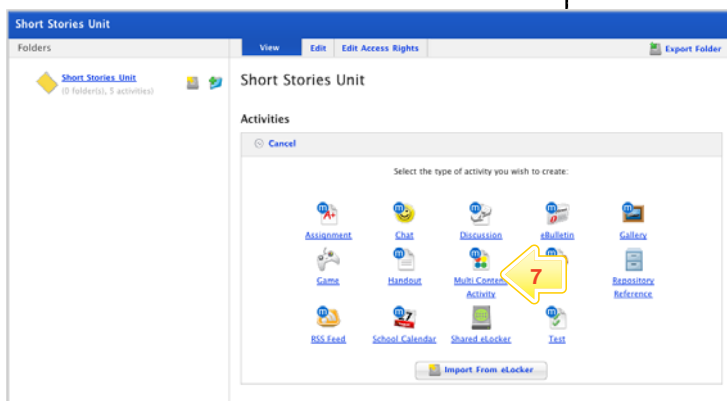 Short Stories Unit
Folders
View Edit Edit Access Rights Export Folder
Short Stories Unit
(0 folder(s), 5 activities)
Short Stories Unit
Activities
Cancel
Select the type of activity you wish to create:
Assignment Chat Discussion eBulletin Gallery
Game Handout Multi Content Repository
Activity Reference
7
RSS Feed School Calendar Shared eLocker Test
Import From eLocker